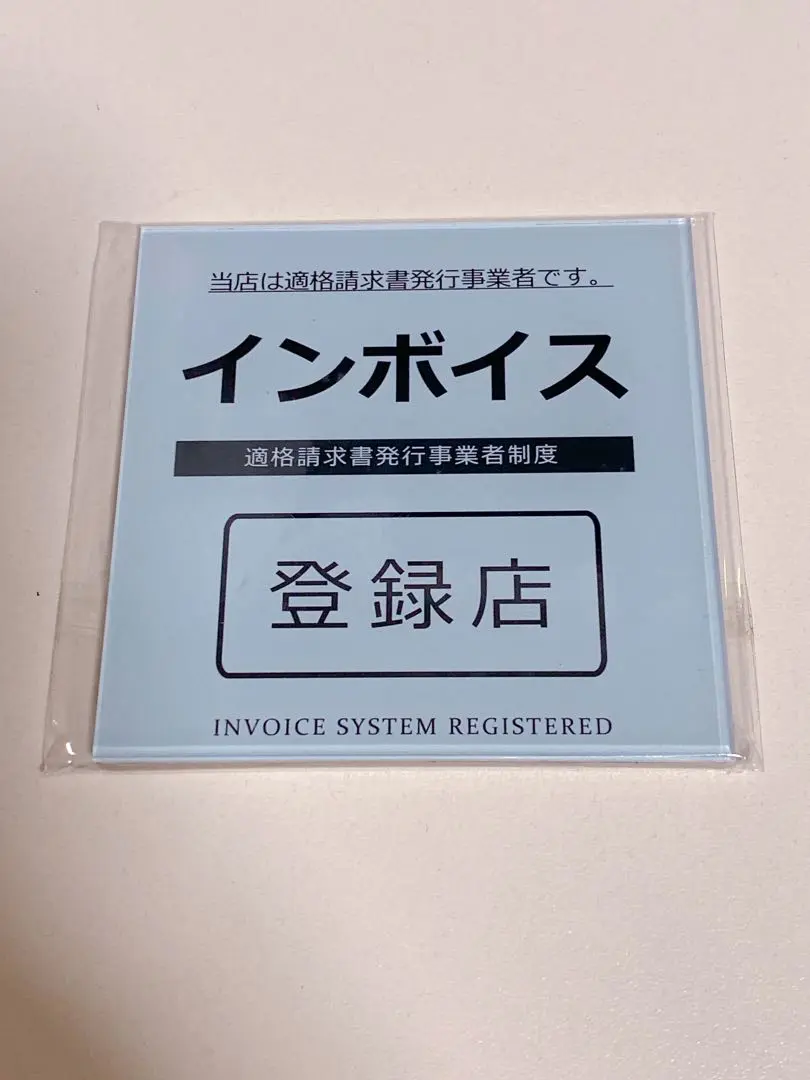 当店は適格請求書発行事業者です。
インボイス
適格請求書発行事業者制度
登録店
INVOICE SYSTEM REGISTERED